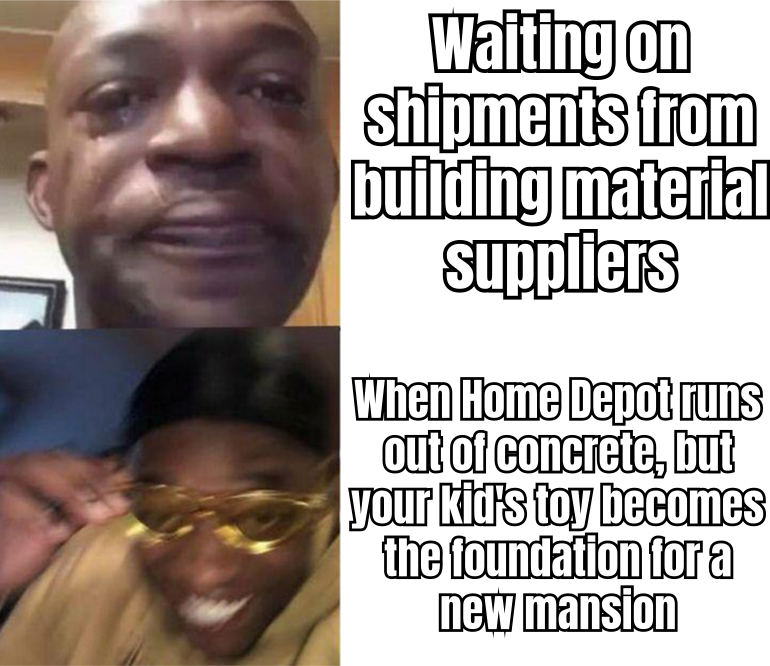 Waiting on
shipments from
building material
suppliers
When Home Depot runs
out of concrete, but
your kid's toy becomes
the foundation for a
new mansion